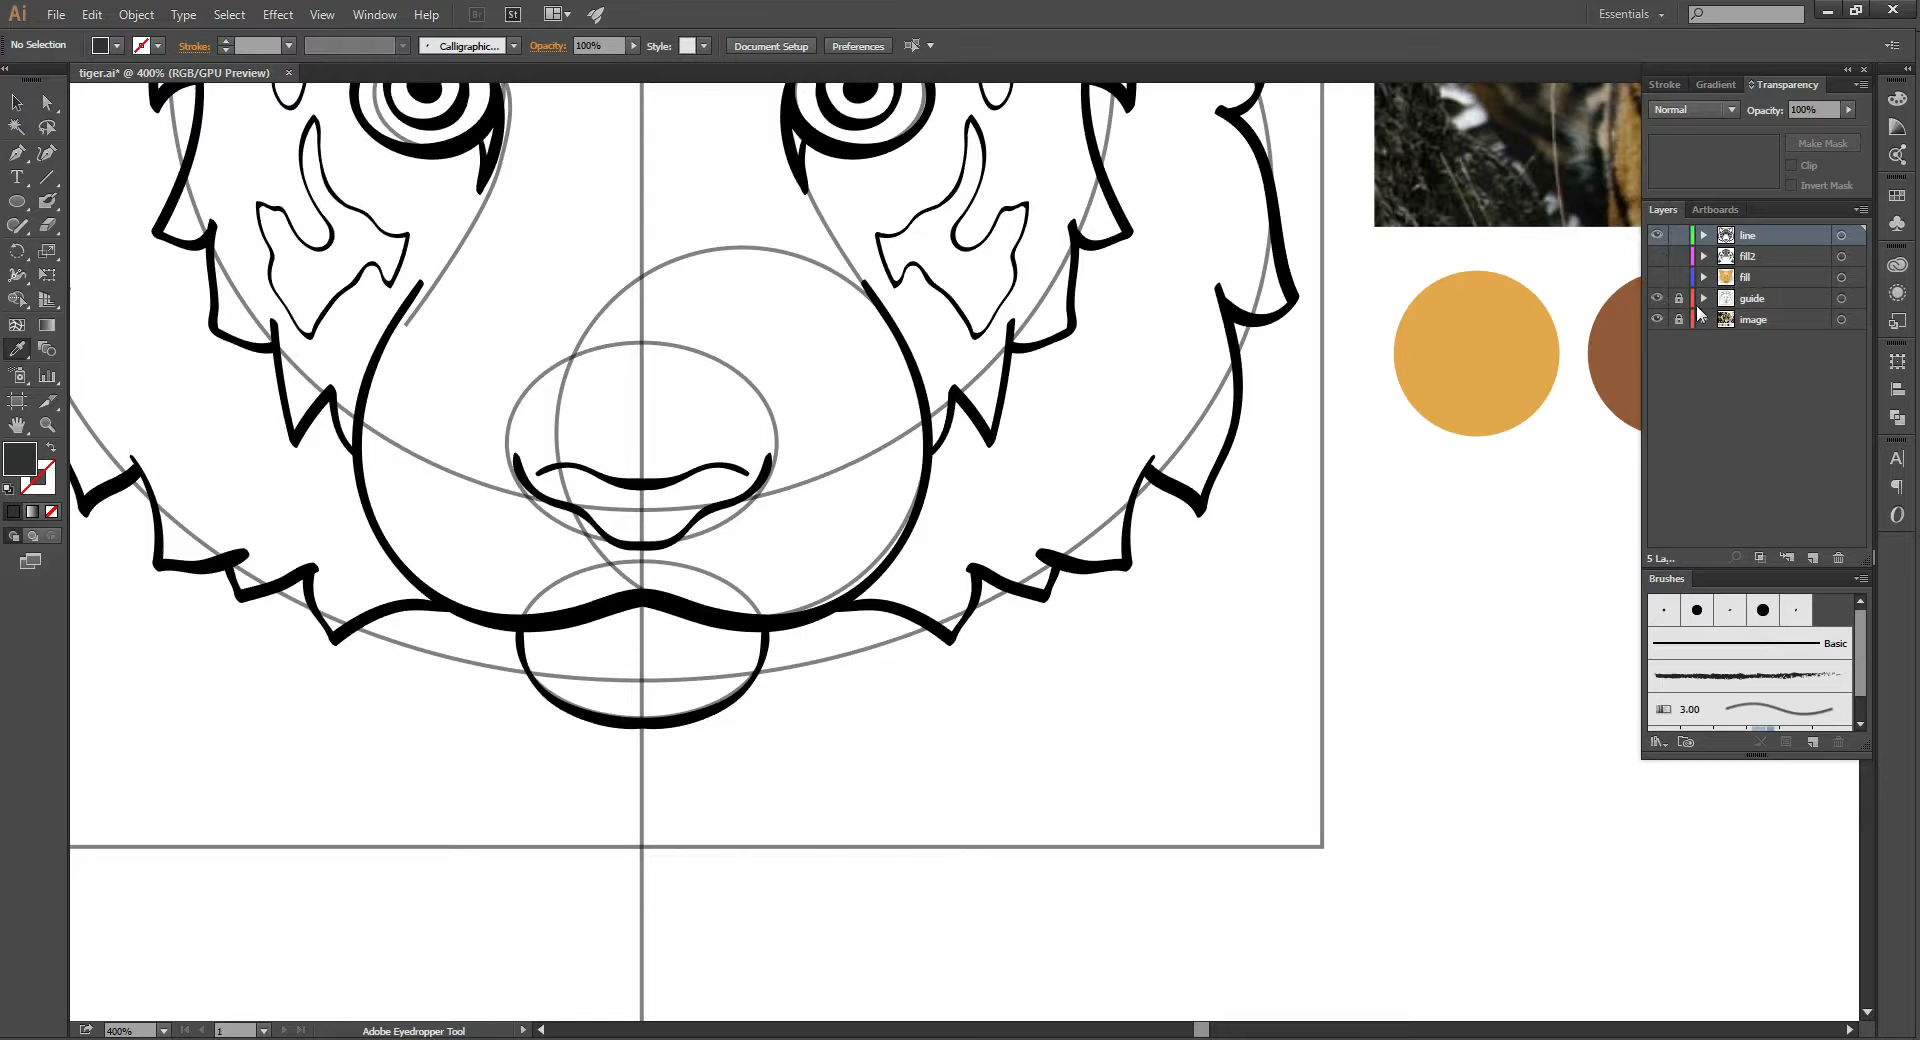 Ai File Edit Object Type Select Effect View Window Help Br St Essentials
No Selection Stroke: Calligraphic... Opacity: 100% Style: Document Setup Preferences
tiger.ai* @ 400% (RGB/GPU Preview)
Stroke Gradient Transparency
Normal Opacity: 100%
Make Mask
Clip
Invert Mask
Layers Artboards
line
fill2
fill
guide
image
5 La...
Brushes
Basic
3.00
400% 1 Adobe Eyedropper Tool